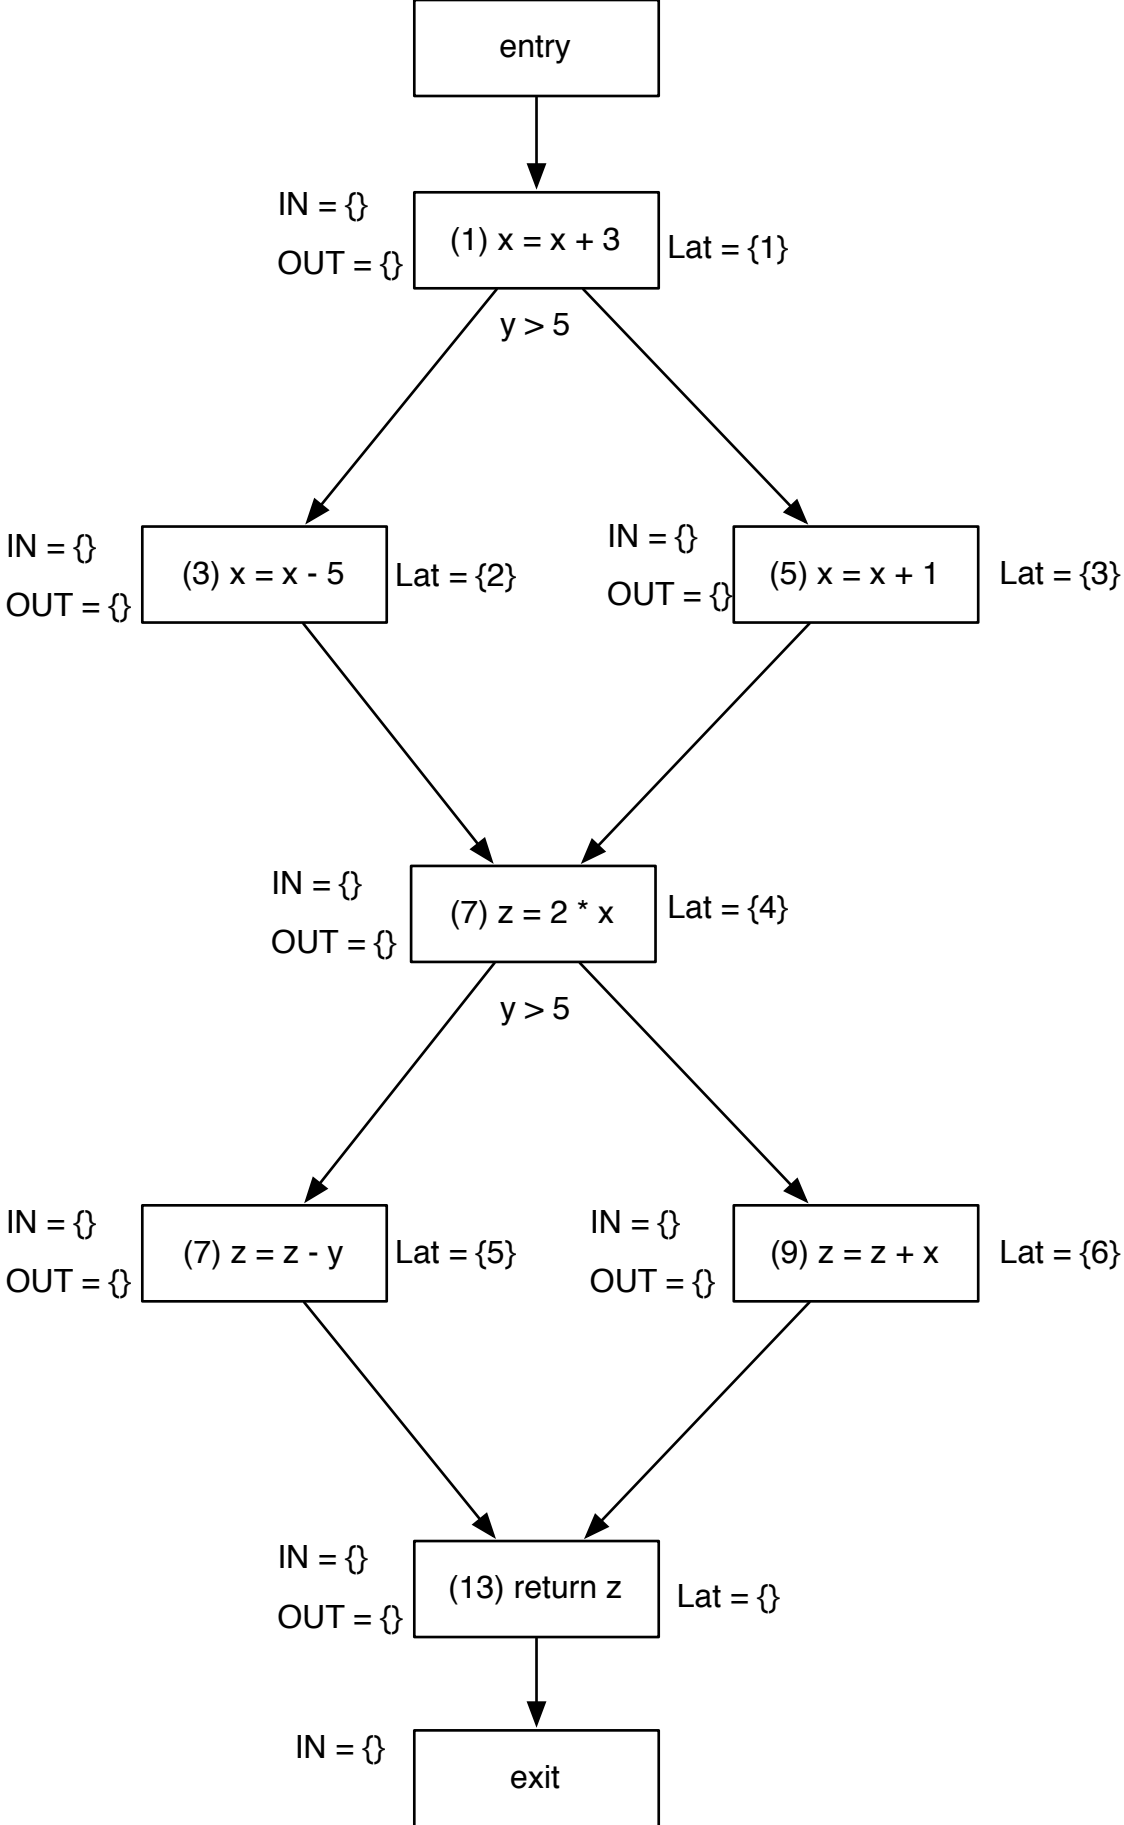 entry
IN = {}
OUT = {}
(1) x = x + 3
Lat = {1}
y > 5
IN = {}
OUT = {}
(3) x = x - 5
Lat = {2}
IN = {}
OUT = {}
(5) x = x + 1
Lat = {3}
IN = {}
OUT = {}
(7) z = 2 * x
Lat = {4}
y > 5
IN = {}
OUT = {}
(7) z = z - y
Lat = {5}
IN = {}
OUT = {}
(9) z = z + x
Lat = {6}
IN = {}
OUT = {}
(13) return z
Lat = {}
IN = {}
exit